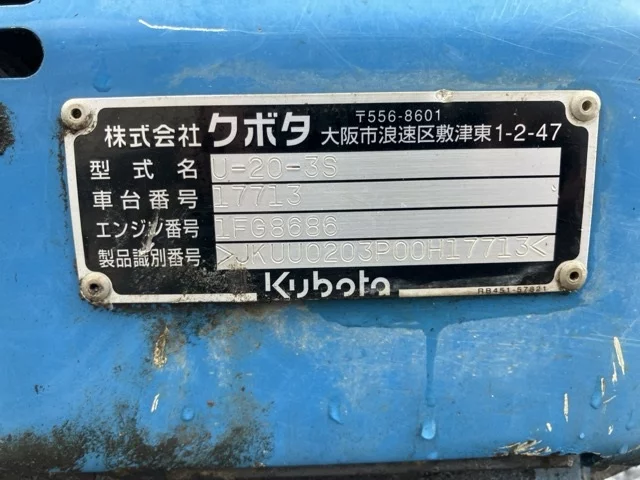 〒556-8601
株式会社 クボタ 大阪市浪速区敷津東1-2-47
型式名 U-20-3S
車台番号 17713
エンジン番号 1FG8686
製品識別番号 >JKUU0203P00H17713<
Kubota
RB451-57821